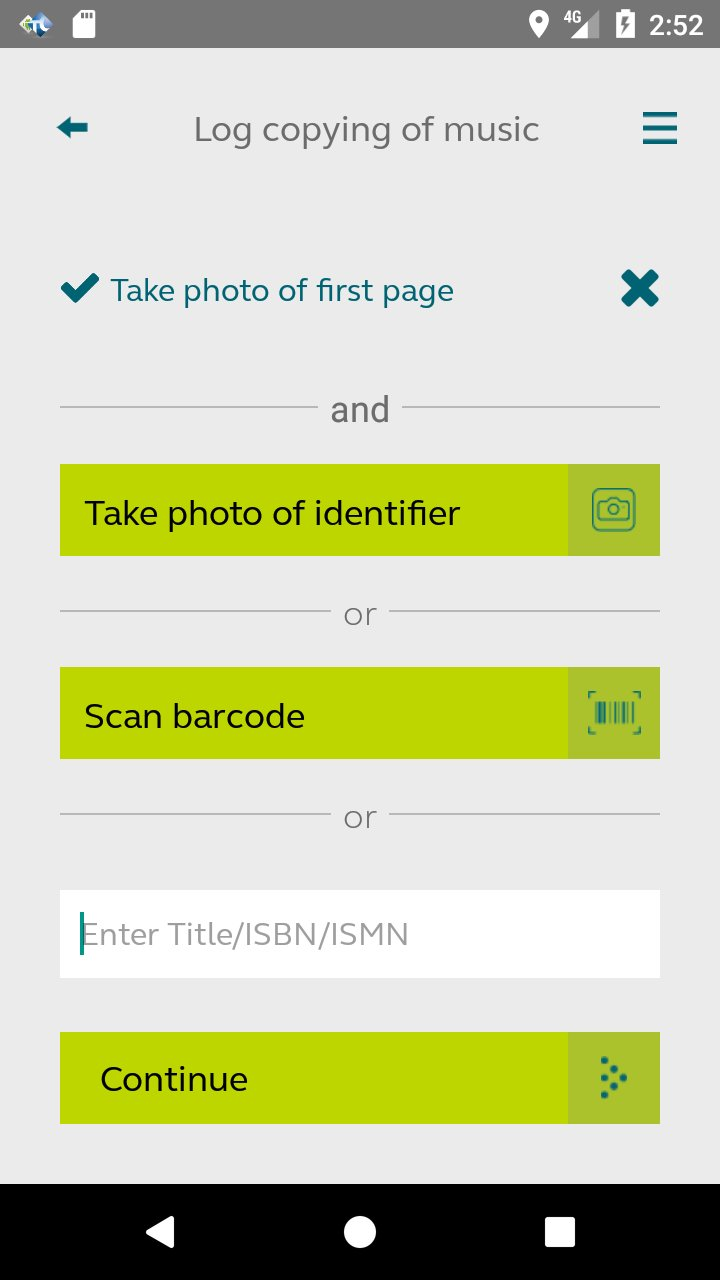 4G 2:52
Log copying of music
Take photo of first page
and
Take photo of identifier
or
Scan barcode
or
Enter Title/ISBN/ISMN
Continue